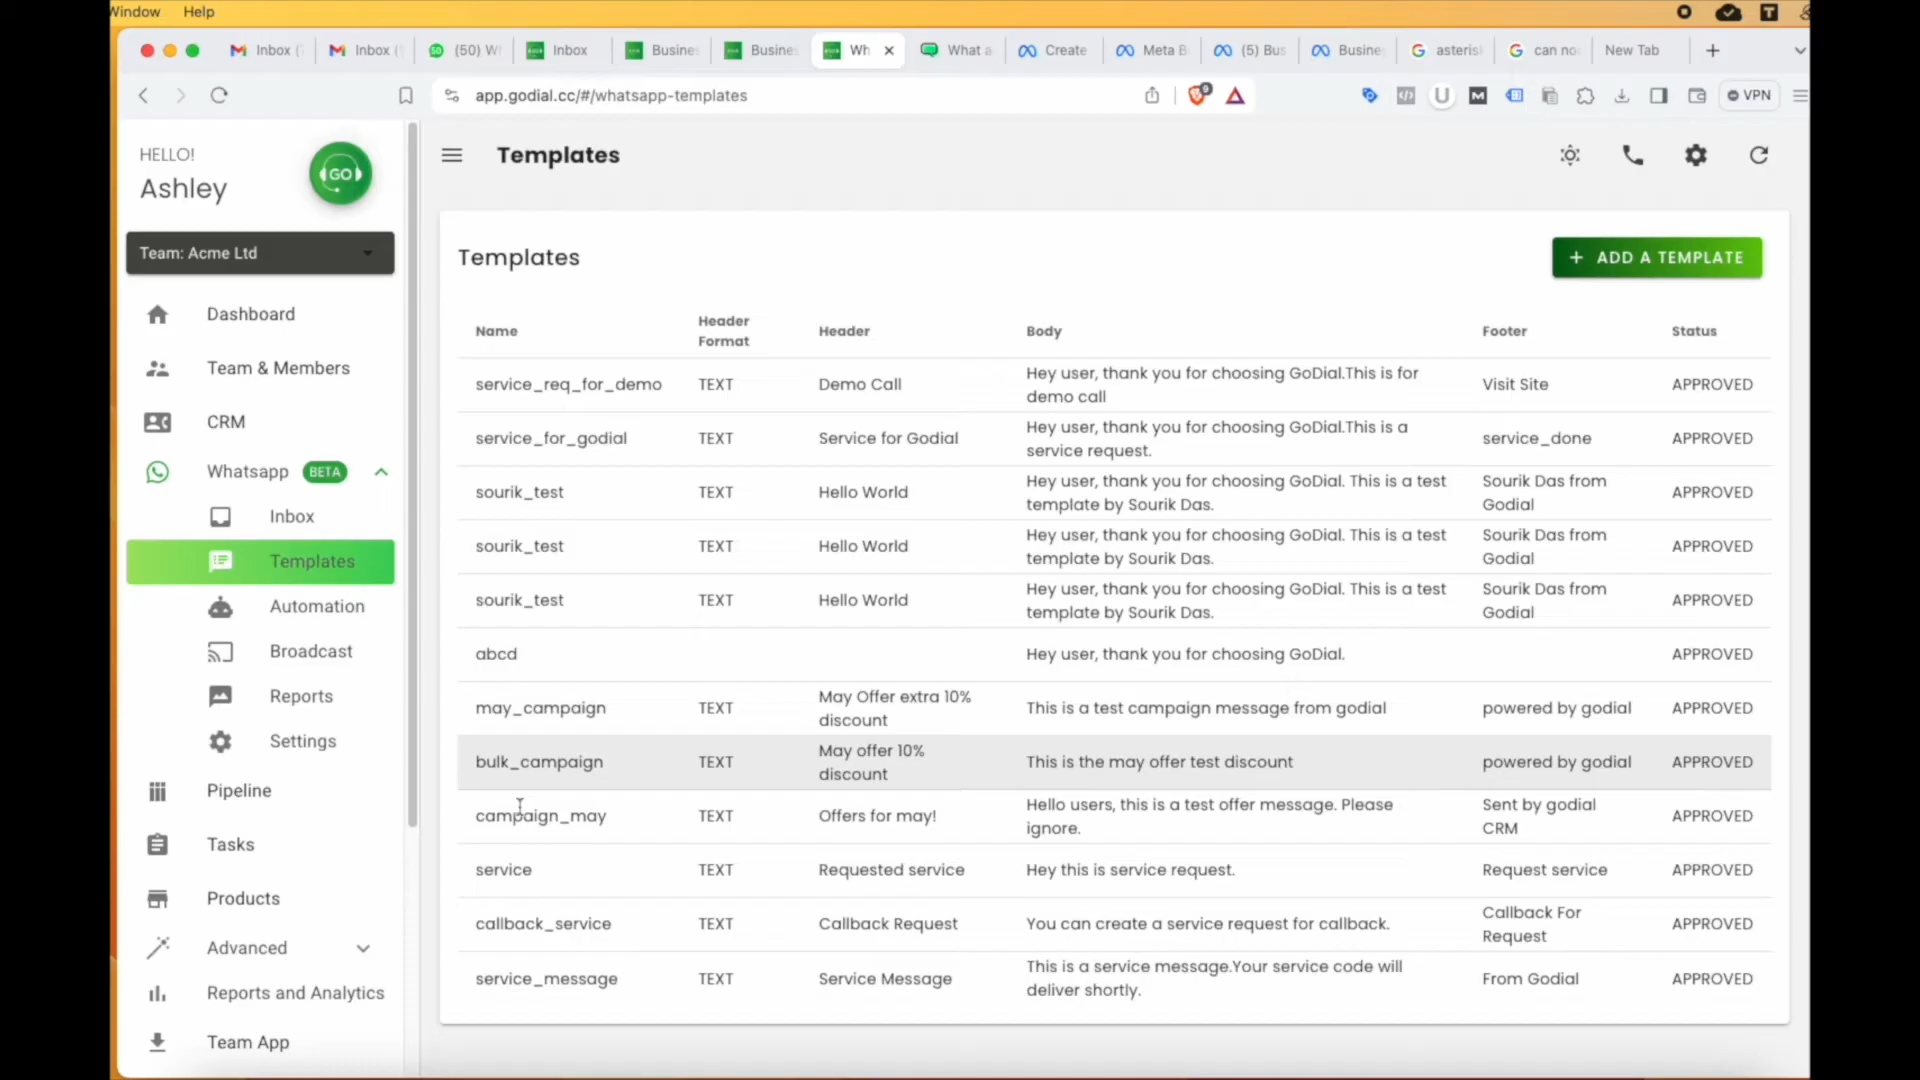 Window Help
Inbox (
Inbox (
(50) W
Inbox
Busines
Busines
Wh
What a
Create
Meta B
(5) Bus
Busines
asteris
can no
New Tab
app.godial.cc/#/whatsapp-templates
9
U
M
VPN
HELLO!
Ashley
GO
Team: Acme Ltd
Dashboard
Team & Members
CRM
Whatsapp BETA
Inbox
Templates
Automation
Broadcast
Reports
Settings
Pipeline
Tasks
Products
Advanced
Reports and Analytics
Team App
Templates
Templates
+ ADD A TEMPLATE
Name Header Format Header Body Footer Status
service_req_for_demo TEXT Demo Call Hey user, thank you for choosing GoDial.This is for demo call Visit Site APPROVED
service_for_godial TEXT Service for Godial Hey user, thank you for choosing GoDial.This is a service request. service_done APPROVED
sourik_test TEXT Hello World Hey user, thank you for choosing GoDial. This is a test template by Sourik Das. Sourik Das from Godial APPROVED
sourik_test TEXT Hello World Hey user, thank you for choosing GoDial. This is a test template by Sourik Das. Sourik Das from Godial APPROVED
sourik_test TEXT Hello World Hey user, thank you for choosing GoDial. This is a test template by Sourik Das. Sourik Das from Godial APPROVED
abcd Hey user, thank you for choosing GoDial. APPROVED
may_campaign TEXT May Offer extra 10% discount This is a test campaign message from godial powered by godial APPROVED
bulk_campaign TEXT May offer 10% discount This is the may offer test discount powered by godial APPROVED
campaign_may TEXT Offers for may! Hello users, this is a test offer message. Please ignore. Sent by godial CRM APPROVED
service TEXT Requested service Hey this is service request. Request service APPROVED
callback_service TEXT Callback Request You can create a service request for callback. Callback For Request APPROVED
service_message TEXT Service Message This is a service message.Your service code will deliver shortly. From Godial APPROVED